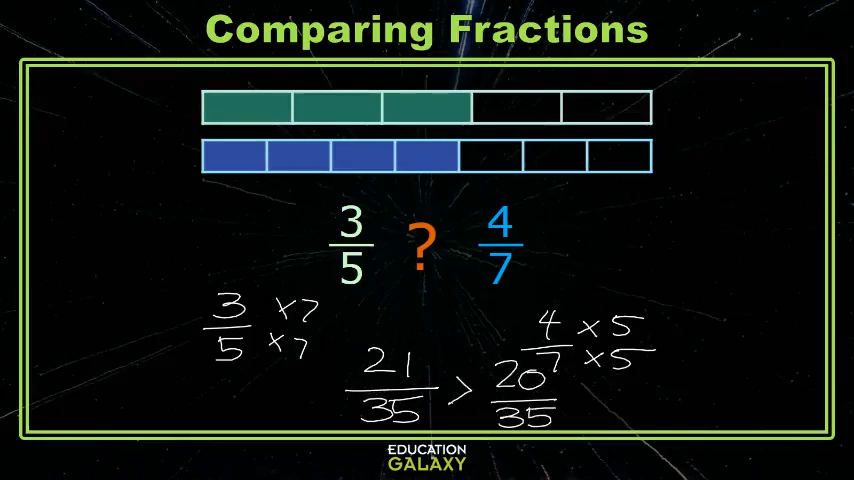 Comparing Fractions
3/5 ? 4/7
3/5 ×7/×7
4/7 ×5/×5
21/35 > 20/35
EDUCATION
GALAXY